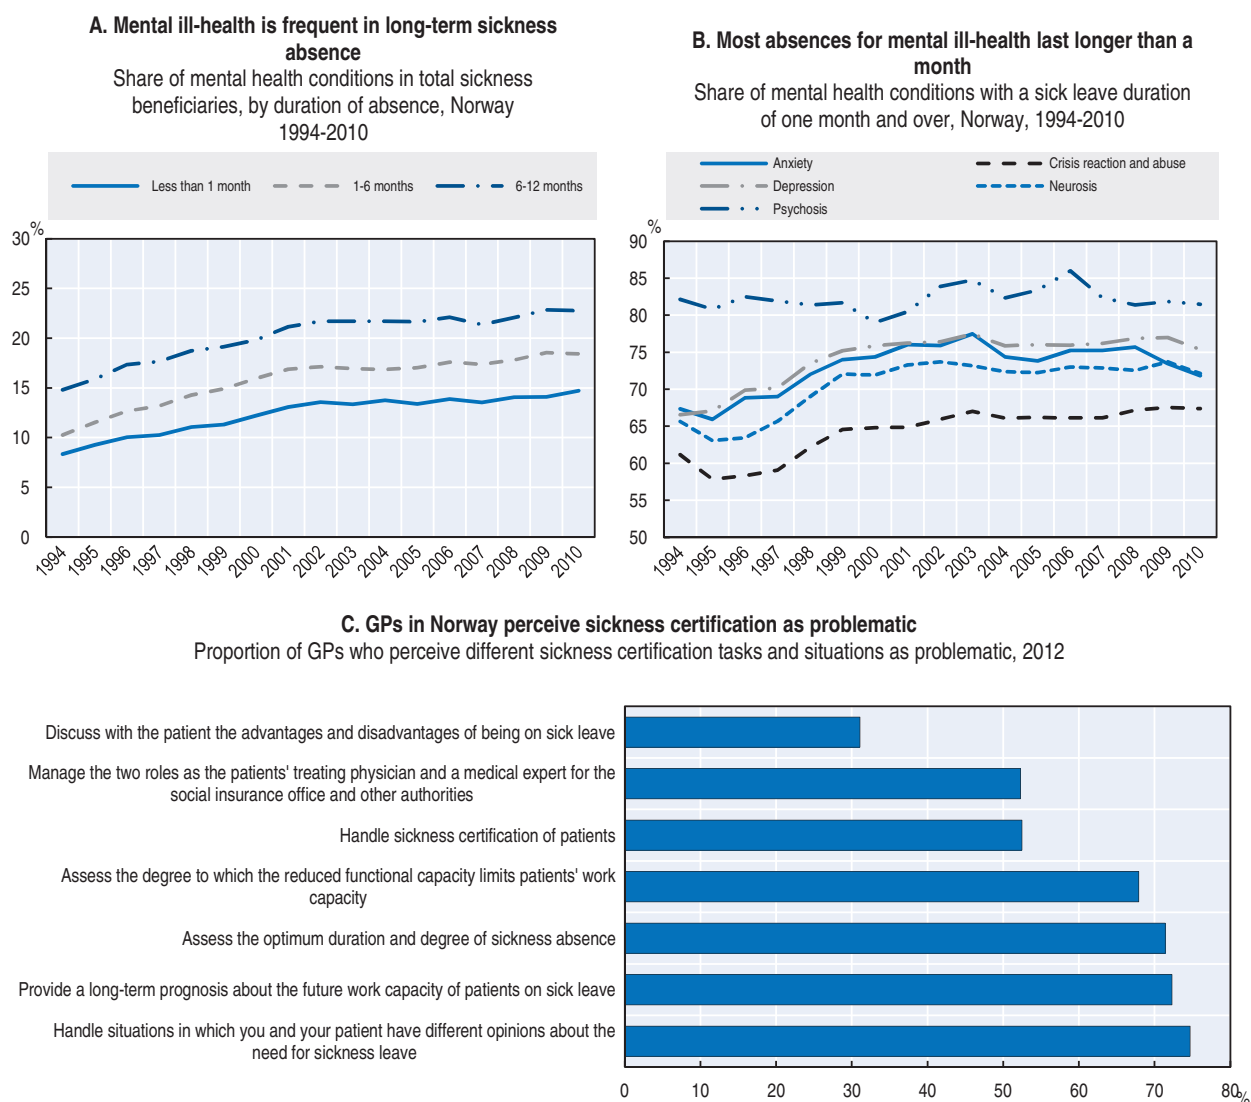 A. Mental ill-health is frequent in long-term sickness
absence
Share of mental health conditions in total sickness
beneficiaries, by duration of absence, Norway
1994-2010
Less than 1 month
1-6 months
6-12 months
%
30
25
20
15
10
5
0
1994
1995
1996
1997
1998
1999
2000
2001
2002
2003
2004
2005
2006
2007
2008
2009
2010
B. Most absences for mental ill-health last longer than a
month
Share of mental health conditions with a sick leave duration
of one month and over, Norway, 1994-2010
Anxiety
Crisis reaction and abuse
Depression
Neurosis
Psychosis
%
90
85
80
75
70
65
60
55
50
1994
1995
1996
1997
1998
1999
2000
2001
2002
2003
2004
2005
2006
2007
2008
2009
2010
C. GPs in Norway perceive sickness certification as problematic
Proportion of GPs who perceive different sickness certification tasks and situations as problematic, 2012
Discuss with the patient the advantages and disadvantages of being on sick leave
Manage the two roles as the patients' treating physician and a medical expert for the
social insurance office and other authorities
Handle sickness certification of patients
Assess the degree to which the reduced functional capacity limits patients' work
capacity
Assess the optimum duration and degree of sickness absence
Provide a long-term prognosis about the future work capacity of patients on sick leave
Handle situations in which you and your patient have different opinions about the
need for sickness leave
0
10
20
30
40
50
60
70
80
%